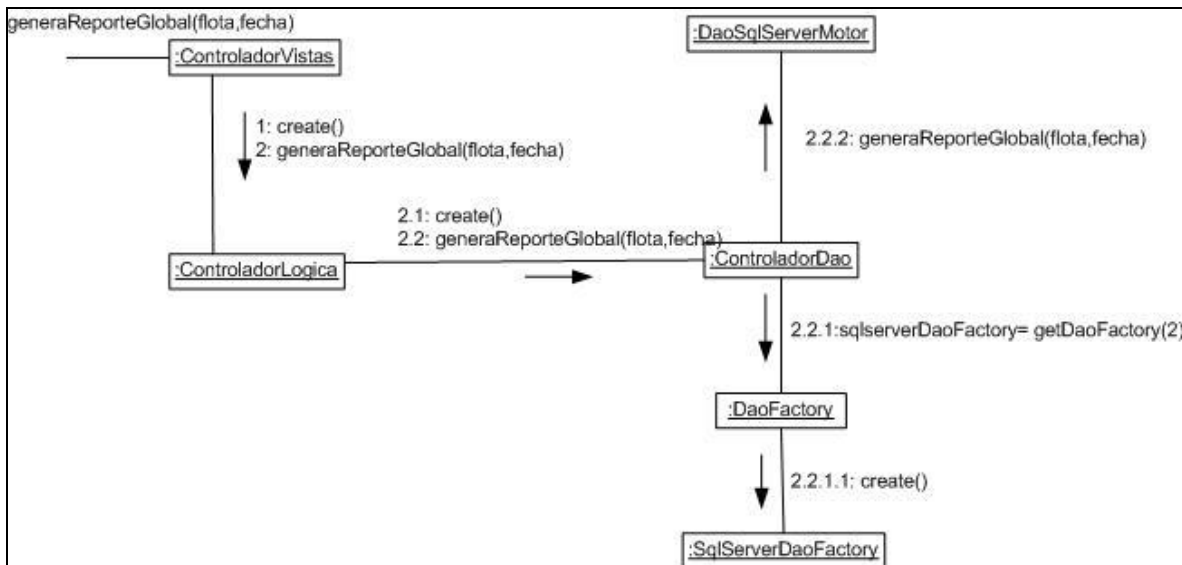 generaReporteGlobal(flota,fecha)
:ControladorVistas
:DaoSqlServerMotor
1: create()
2: generaReporteGlobal(flota,fecha)
2.2.2: generaReporteGlobal(flota,fecha)
2.1: create()
2.2: generaReporteGlobal(flota,fecha)
:ControladorLogica
:ControladorDao
2.2.1:sqlserverDaoFactory= getDaoFactory(2)
:DaoFactory
2.2.1.1: create()
:SqlServerDaoFactory